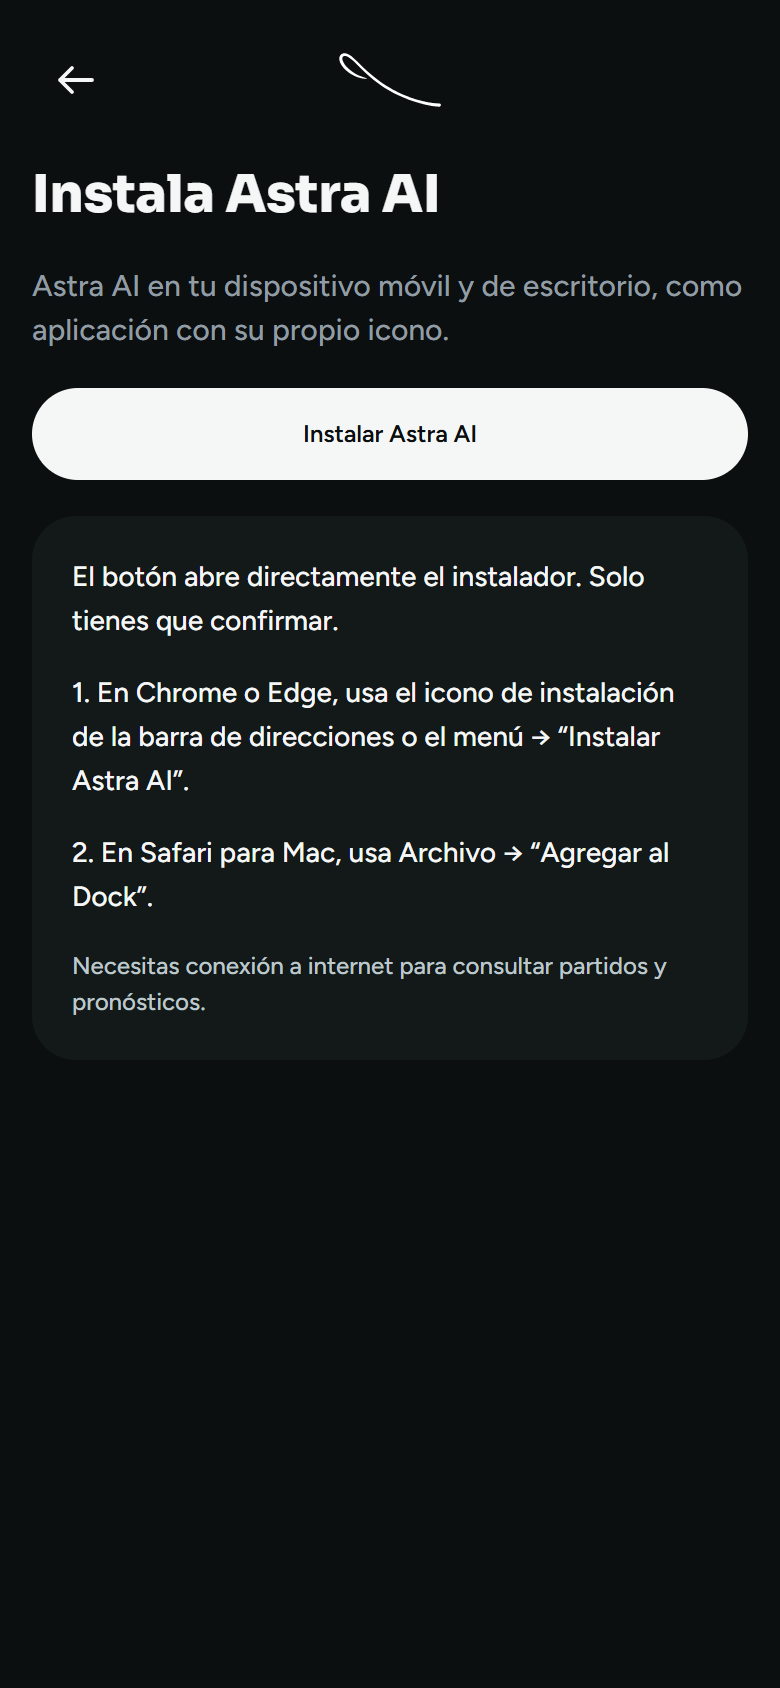 Instala Astra AI
Astra AI en tu dispositivo móvil y de escritorio, como
aplicación con su propio icono.
Instalar Astra AI
El botón abre directamente el instalador. Solo
tienes que confirmar.
1. En Chrome o Edge, usa el icono de instalación
de la barra de direcciones o el menú → “Instalar
Astra AI”.
2. En Safari para Mac, usa Archivo → “Agregar al
Dock”.
Necesitas conexión a internet para consultar partidos y
pronósticos.